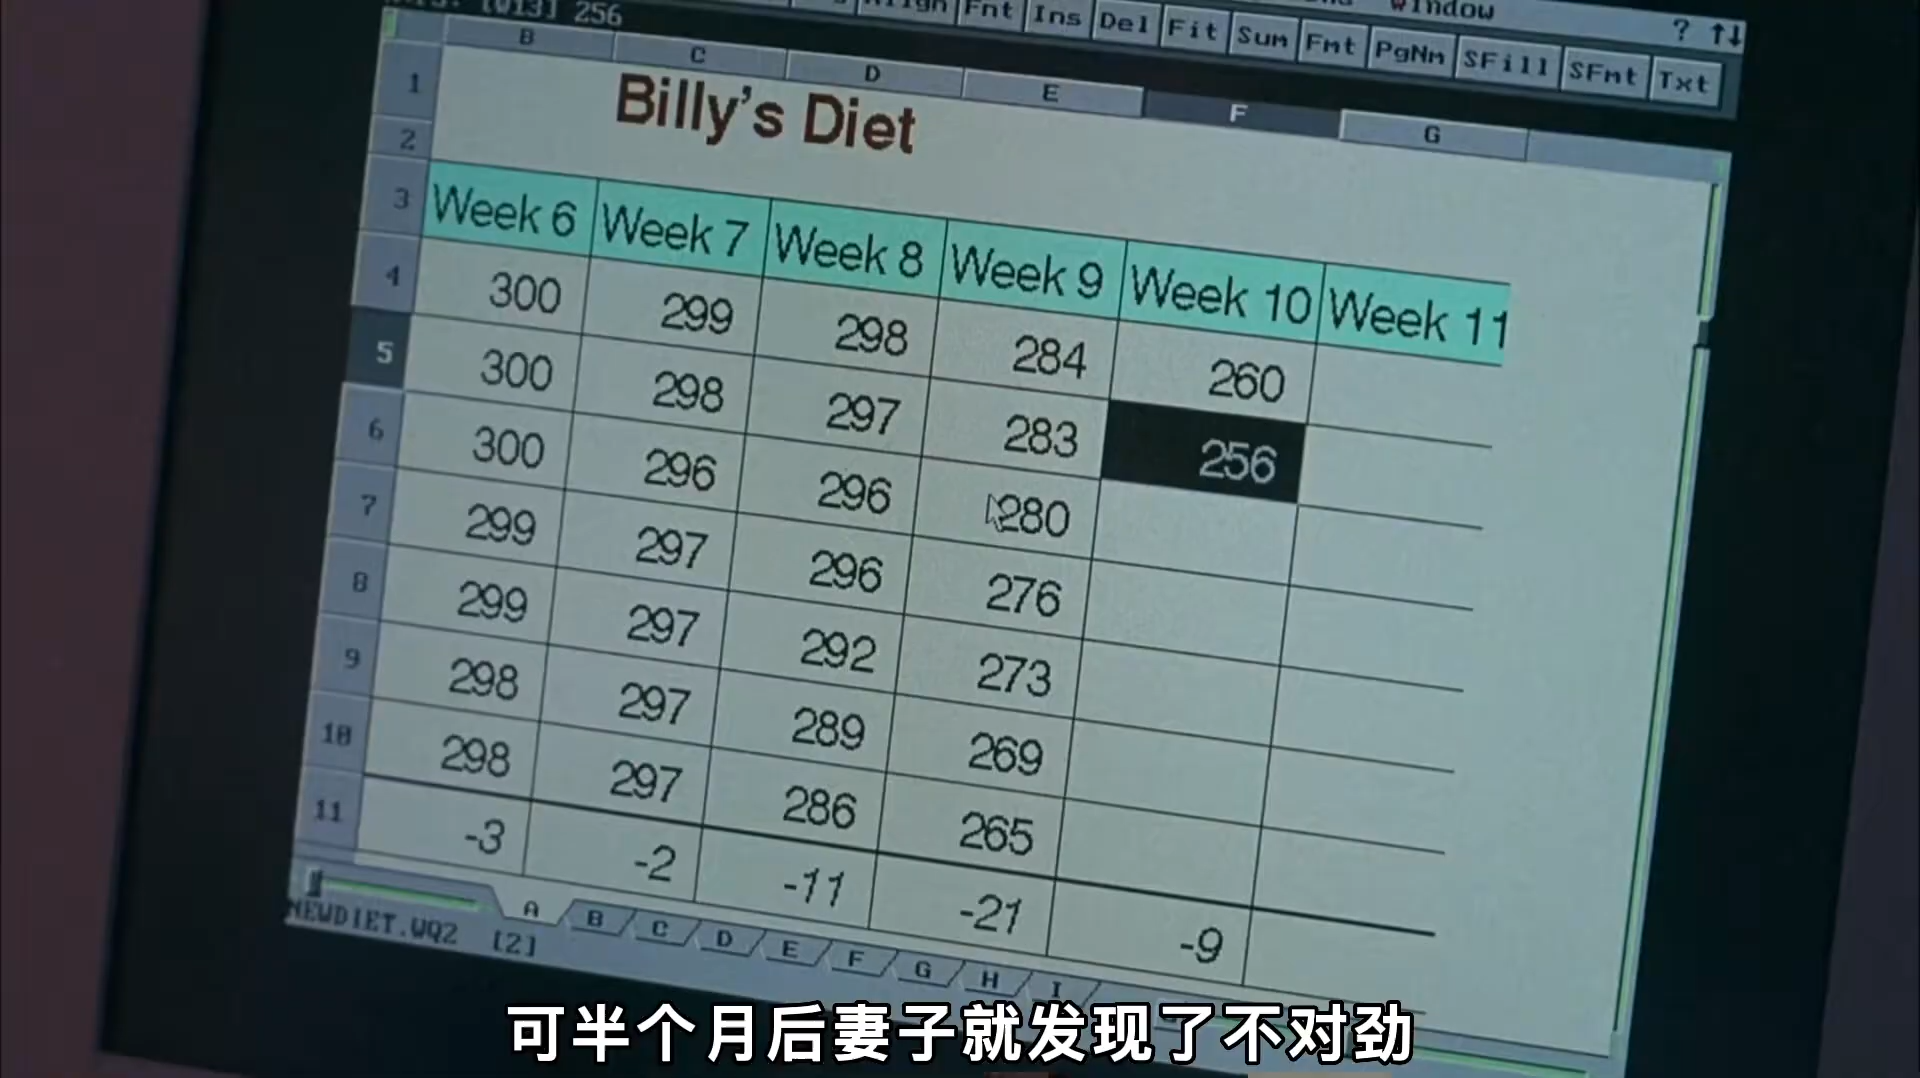 [W13] 256
Window
Fnt Ins Del Fit Sum Fmt PgNm SFill SFmt Txt
? ↑↓
B C D E F G
1 Billy's Diet
2
3 Week 6 Week 7 Week 8 Week 9 Week 10 Week 11
4 300 299 298 284 260
5 300 298 297 283 256
6 300 296 296 280
7 299 297 296 276
8 299 297 292 273
9 298 297 289 269
10 298 297 286 265
11 -3 -2 -11 -21 -9
A B C D E F G H I
NEWDIET.WQ2 [2]
可半个月后妻子就发现了不对劲